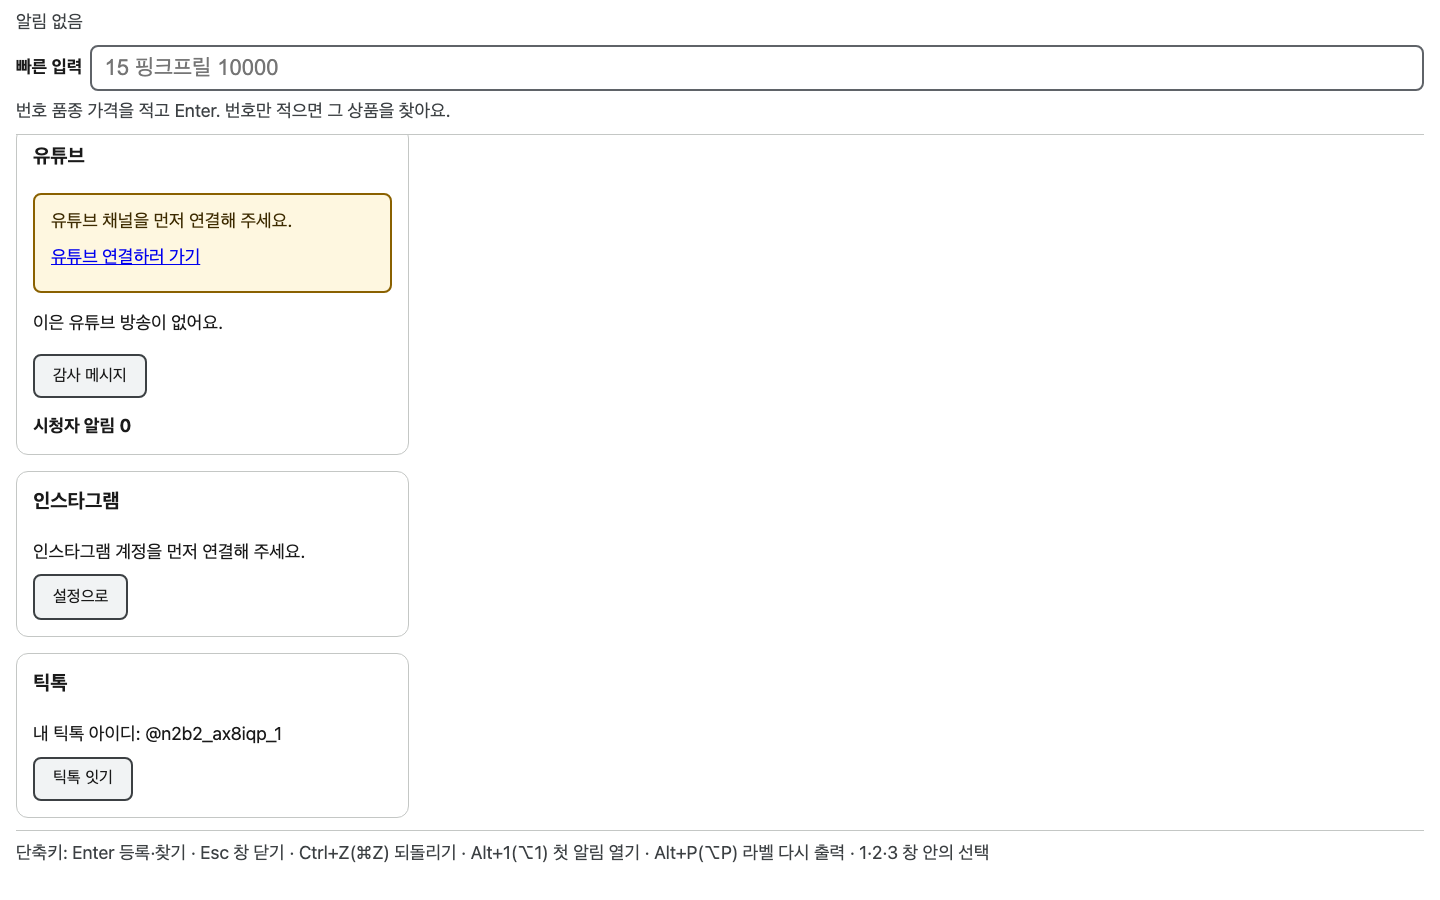 알림 없음
빠른 입력
15 핑크프릴 10000
번호 품종 가격을 적고 Enter. 번호만 적으면 그 상품을 찾아요.
유튜브
유튜브 채널을 먼저 연결해 주세요.
유튜브 연결하러 가기
이은 유튜브 방송이 없어요.
감사 메시지
시청자 알림 0
인스타그램
인스타그램 계정을 먼저 연결해 주세요.
설정으로
틱톡
내 틱톡 아이디: @n2b2_ax8iqp_1
틱톡 잇기
단축키: Enter 등록·찾기 · Esc 창 닫기 · Ctrl+Z(⌘Z) 되돌리기 · Alt+1(⌥1) 첫 알림 열기 · Alt+P(⌥P) 라벨 다시 출력 · 1·2·3 창 안의 선택